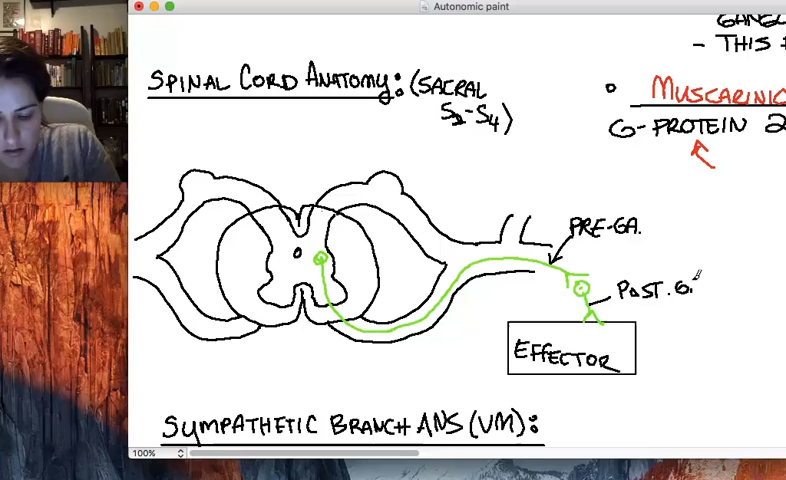 Autonomic paint
SPINAL CORD ANATOMY: (SACRAL
S2-S4)
- THIS
MUSCARINIC
G-PROTEIN 2
PRE-GA.
POST. G.
EFFECTOR
SYMPATHETIC BRANCH ANS (VM):
100%